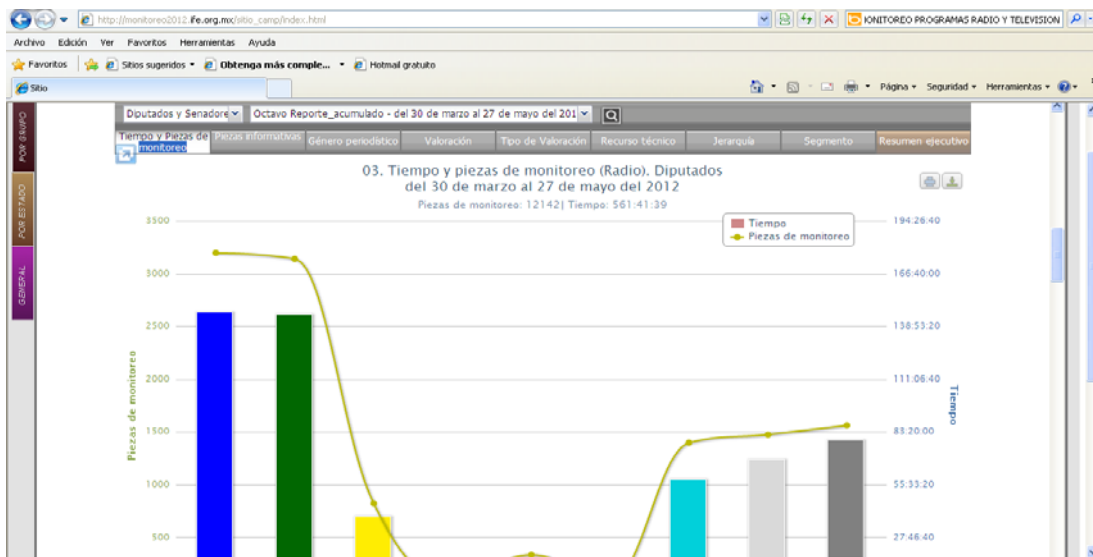 http://monitoreo2012.ife.org.mx/sitio_camp/index.html
IONITOREO PROGRAMAS RADIO Y TELEVISION
Archivo Edición Ver Favoritos Herramientas Ayuda
Favoritos Sitios sugeridos Obtenga más comple... Hotmail gratuito
Sitio Página Seguridad Herramientas
Diputados y Senadore Octavo Reporte_acumulado - del 30 de marzo al 27 de mayo del 201
Tiempo y Piezas de monitoreo Piezas informativas Género periodístico Valoración Tipo de Valoración Recurso técnico Jerarquía Segmento Resumen ejecutivo
POR GRUPO
POR ESTADO
GENERAL
03. Tiempo y piezas de monitoreo (Radio). Diputados
del 30 de marzo al 27 de mayo del 2012
Piezas de monitoreo: 12142| Tiempo: 561:41:39
Tiempo
Piezas de monitoreo
3500 194:26:40
3000 166:40:00
2500 138:53:20
2000 111:06:40
1500 83:20:00
1000 55:33:20
500 27:46:40
Piezas de monitoreo
Tiempo